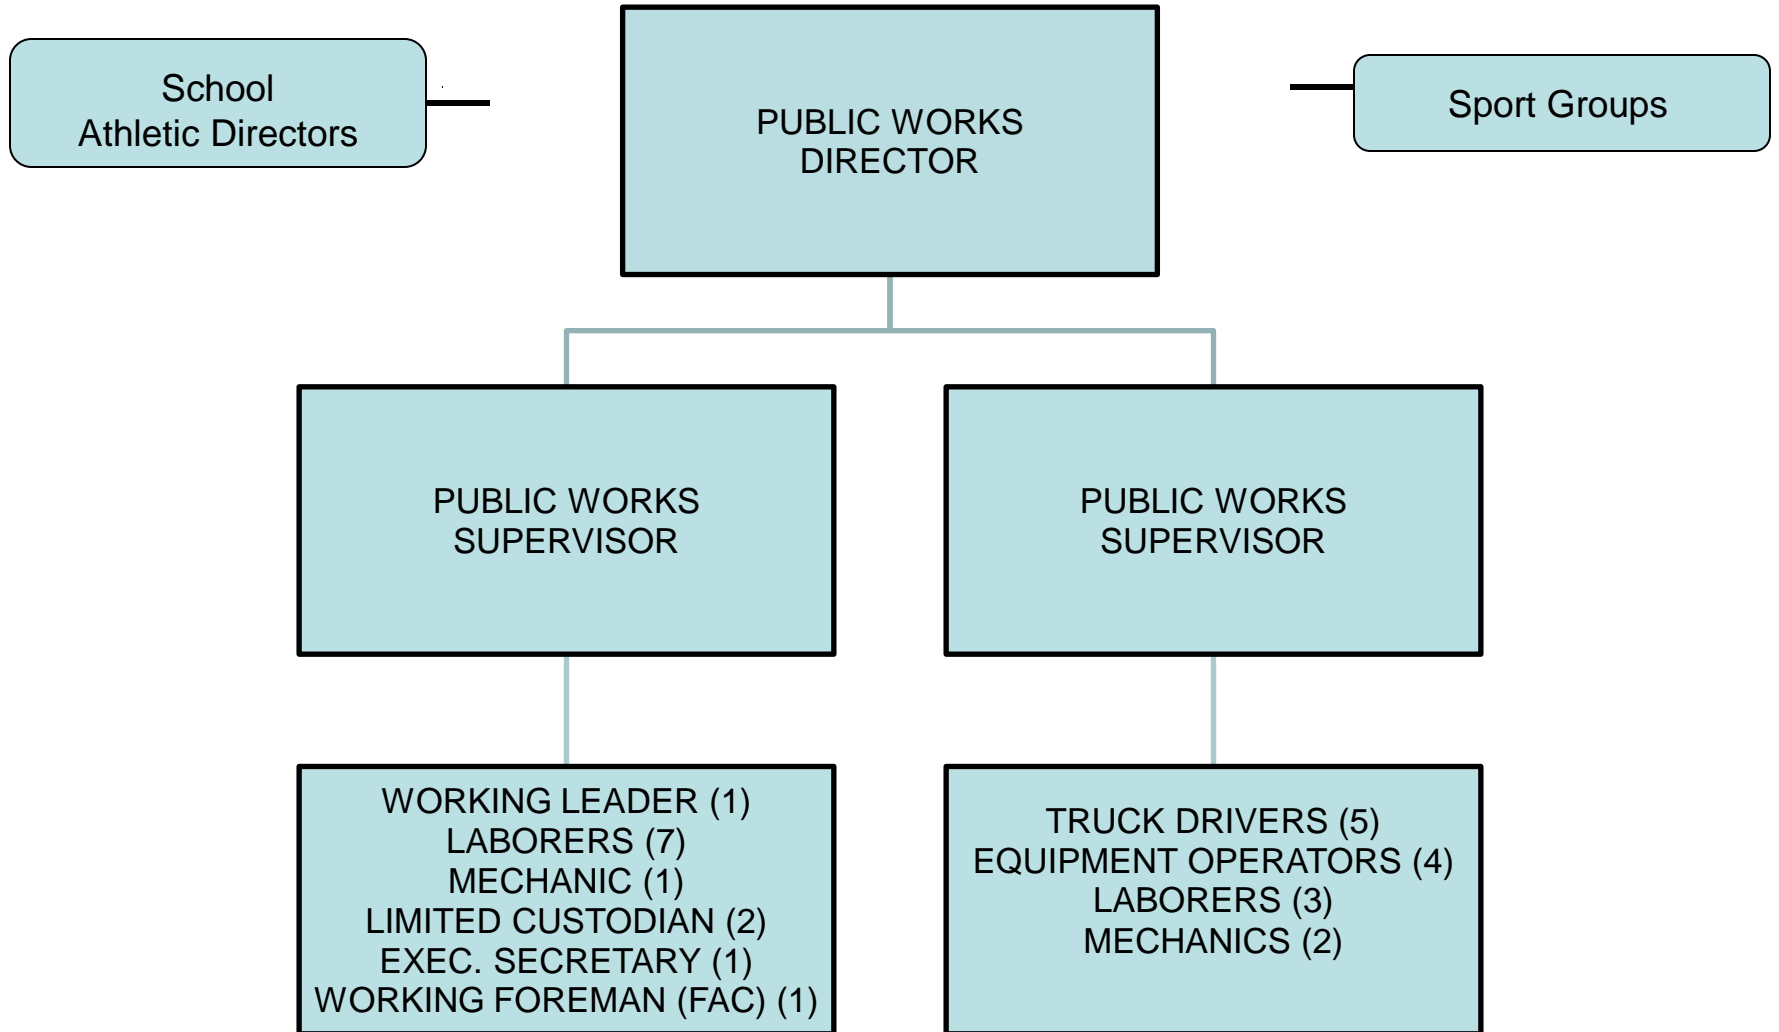 School
Athletic Directors
PUBLIC WORKS
DIRECTOR
Sport Groups
PUBLIC WORKS
SUPERVISOR
PUBLIC WORKS
SUPERVISOR
WORKING LEADER (1)
LABORERS (7)
MECHANIC (1)
LIMITED CUSTODIAN (2)
EXEC. SECRETARY (1)
WORKING FOREMAN (FAC) (1)
TRUCK DRIVERS (5)
EQUIPMENT OPERATORS (4)
LABORERS (3)
MECHANICS (2)